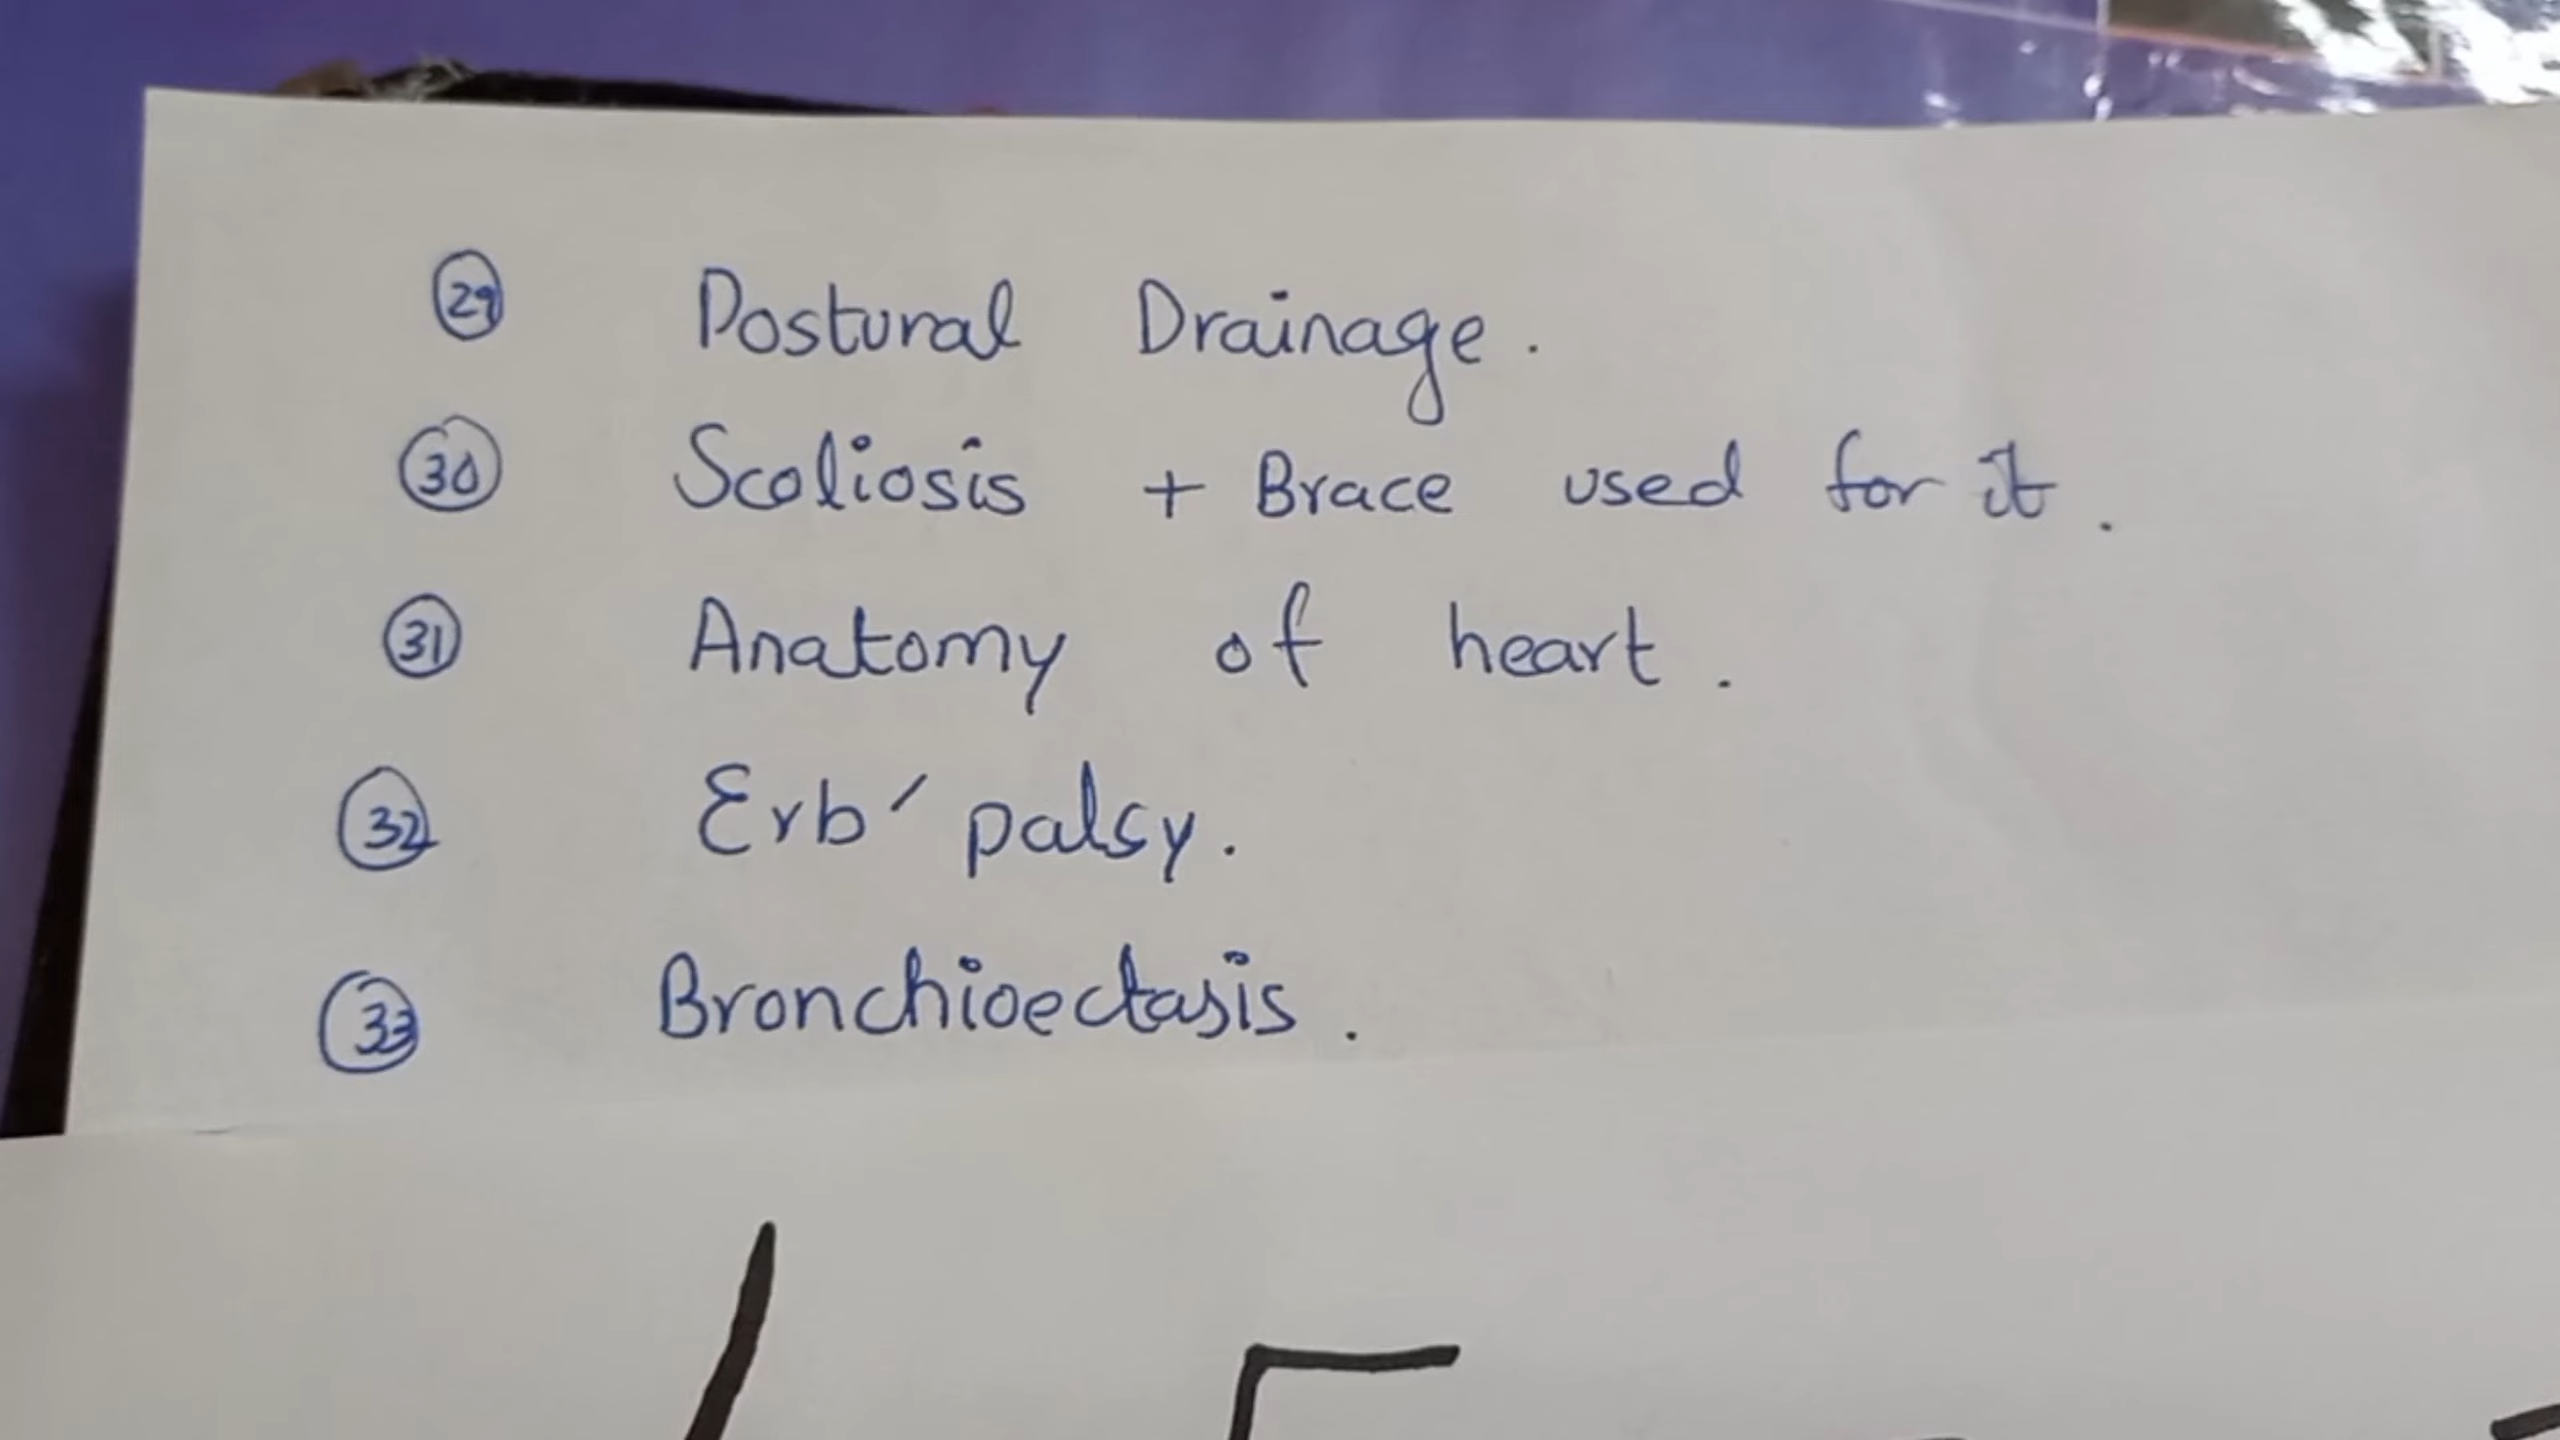 29 Postural Drainage.
30 Scoliosis + Brace used for it.
31 Anatomy of heart.
32 Erb' palsy.
33 Bronchioectasis.